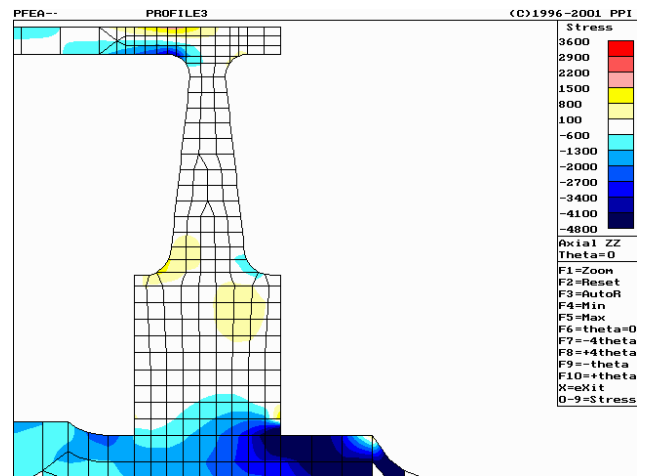 PFEA-- PROFILE3 (C)1996-2001 PPI
Stress
3600
2900
2200
1500
800
100
-600
-1300
-2000
-2700
-3400
-4100
-4800
Axial ZZ
Theta=0
F1=Zoom
F2=Reset
F3=AutoR
F4=Min
F5=Max
F6=theta=0
F7=-4theta
F8=+4theta
F9=-theta
F10=+theta
X=eXit
0-9=Stress